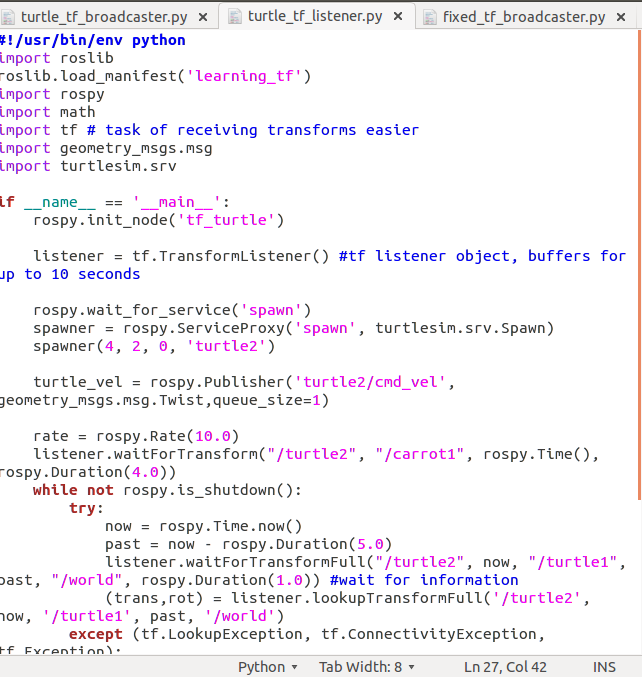 turtle_tf_broadcaster.py × turtle_tf_listener.py × fixed_tf_broadcaster.py ×
#!/usr/bin/env python
import roslib
roslib.load_manifest('learning_tf')
import rospy
import math
import tf # task of receiving transforms easier
import geometry_msgs.msg
import turtlesim.srv

if __name__ == '__main__':
    rospy.init_node('tf_turtle')

    listener = tf.TransformListener() #tf listener object, buffers for
up to 10 seconds

    rospy.wait_for_service('spawn')
    spawner = rospy.ServiceProxy('spawn', turtlesim.srv.Spawn)
    spawner(4, 2, 0, 'turtle2')

    turtle_vel = rospy.Publisher('turtle2/cmd_vel',
geometry_msgs.msg.Twist,queue_size=1)

    rate = rospy.Rate(10.0)
    listener.waitForTransform("/turtle2", "/carrot1", rospy.Time(),
rospy.Duration(4.0))
    while not rospy.is_shutdown():
        try:
            now = rospy.Time.now()
            past = now - rospy.Duration(5.0)
            listener.waitForTransformFull("/turtle2", now, "/turtle1",
past, "/world", rospy.Duration(1.0)) #wait for information
            (trans,rot) = listener.lookupTransformFull('/turtle2',
now, '/turtle1', past, '/world')
        except (tf.LookupException, tf.ConnectivityException,
tf.Exception):
Python Tab Width: 8 Ln 27, Col 42 INS